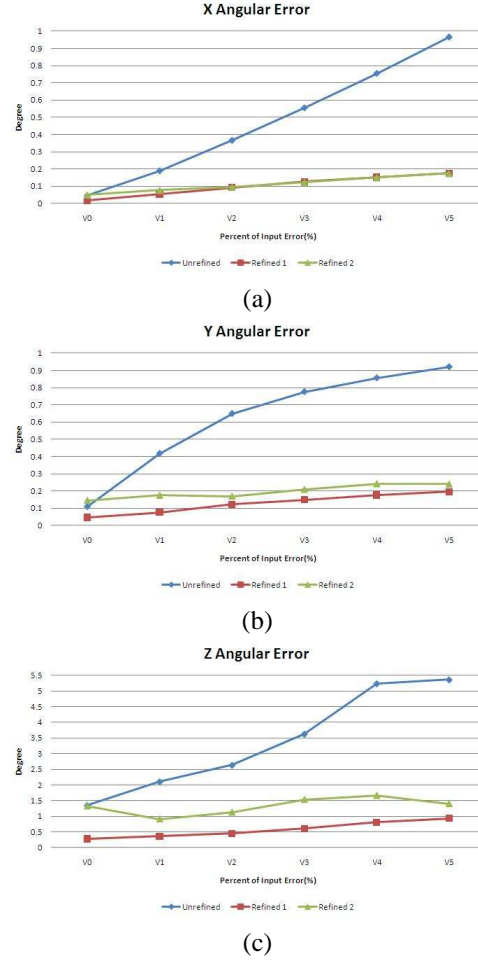 X Angular Error
1
0.9
0.8
0.7
0.6
0.5
0.4
0.3
0.2
0.1
0
Degree
V0 V1 V2 V3 V4 V5
Percent of Input Error(%)
Unrefined Refined 1 Refined 2
(a)
Y Angular Error
1
0.9
0.8
0.7
0.6
0.5
0.4
0.3
0.2
0.1
0
Degree
V0 V1 V2 V3 V4 V5
Percent of Input Error(%)
Unrefined Refined 1 Refined 2
(b)
Z Angular Error
5.5
5
4.5
4
3.5
3
2.5
2
1.5
1
0.5
0
Degree
V0 V1 V2 V3 V4 V5
Percent of Input Error(%)
Unrefined Refined 1 Refined 2
(c)